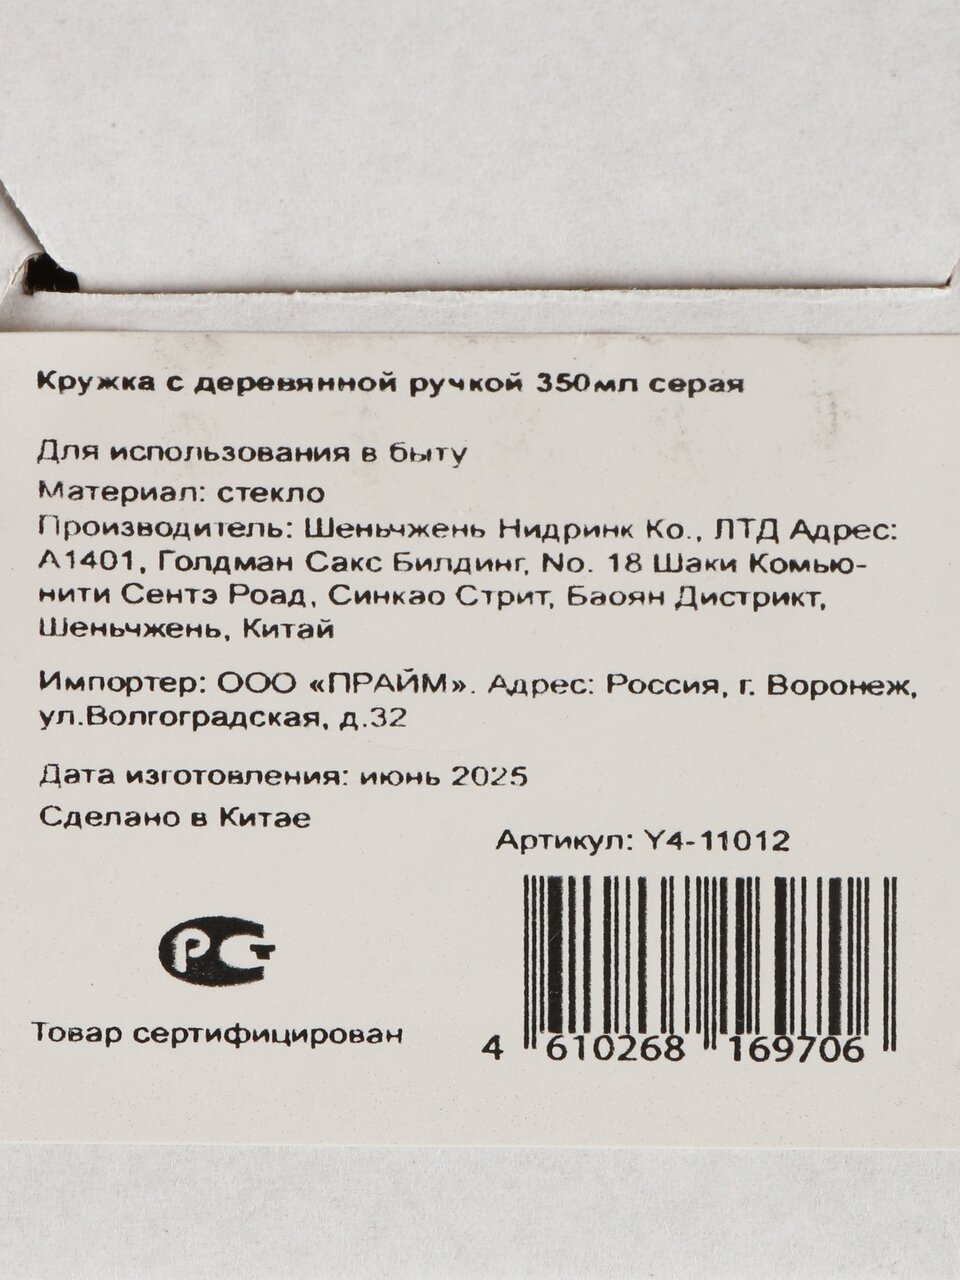 Кружка с деревянной ручкой 350мл серая
Для использования в быту
Материал: стекло
Производитель: Шеньчжень Нидринк Ко., ЛТД Адрес:
А1401, Голдман Сакс Билдинг, No. 18 Шаки Комью-
нити Сентэ Роад, Синкао Стрит, Баоян Дистрикт,
Шеньчжень, Китай
Импортер: ООО «ПРАЙМ». Адрес: Россия, г. Воронеж,
ул.Волгоградская, д.32
Дата изготовления: июнь 2025
Сделано в Китае
Артикул: Y4-11012
РСТ
Товар сертифицирован
4 610268 169706